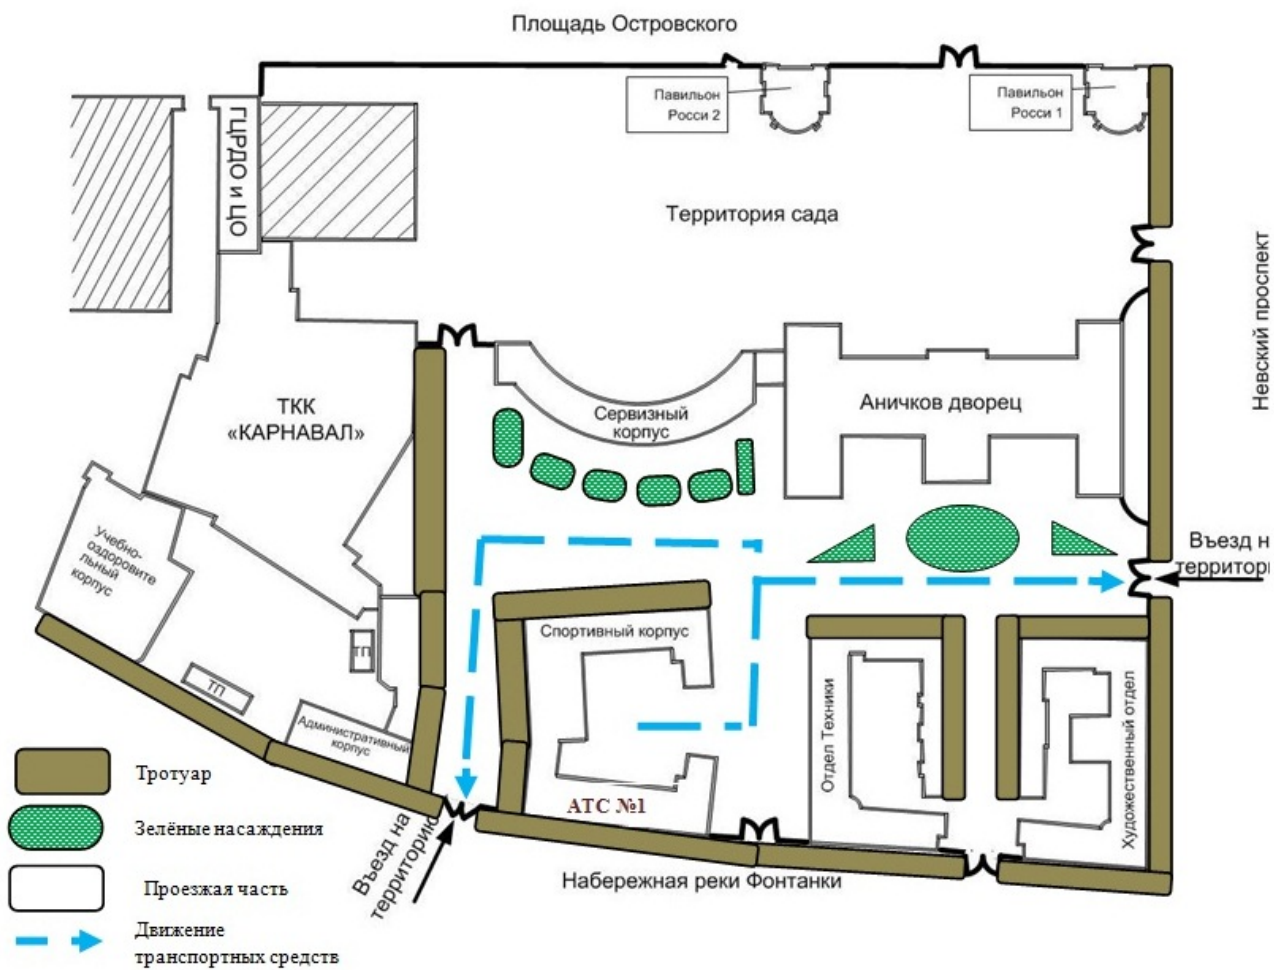 Площадь Островского
Павильон
Росси 2
Павильон
Росси 1
ГЦРДО и ЦО
Территория сада
Невский проспект
ТКК
«КАРНАВАЛ»
Сервизный
корпус
Аничков дворец
Учебно-
оздоровите
льный
корпус
Въезд н
территори
Спортивный корпус
ТП
ТП
Административный
корпус
Отдел Техники
Художественный отдел
Тротуар
АТС №1
Зелёные насаждения
Въезд на
территорию
Набережная реки Фонтанки
Проезжая часть
Движение
транспортных средств